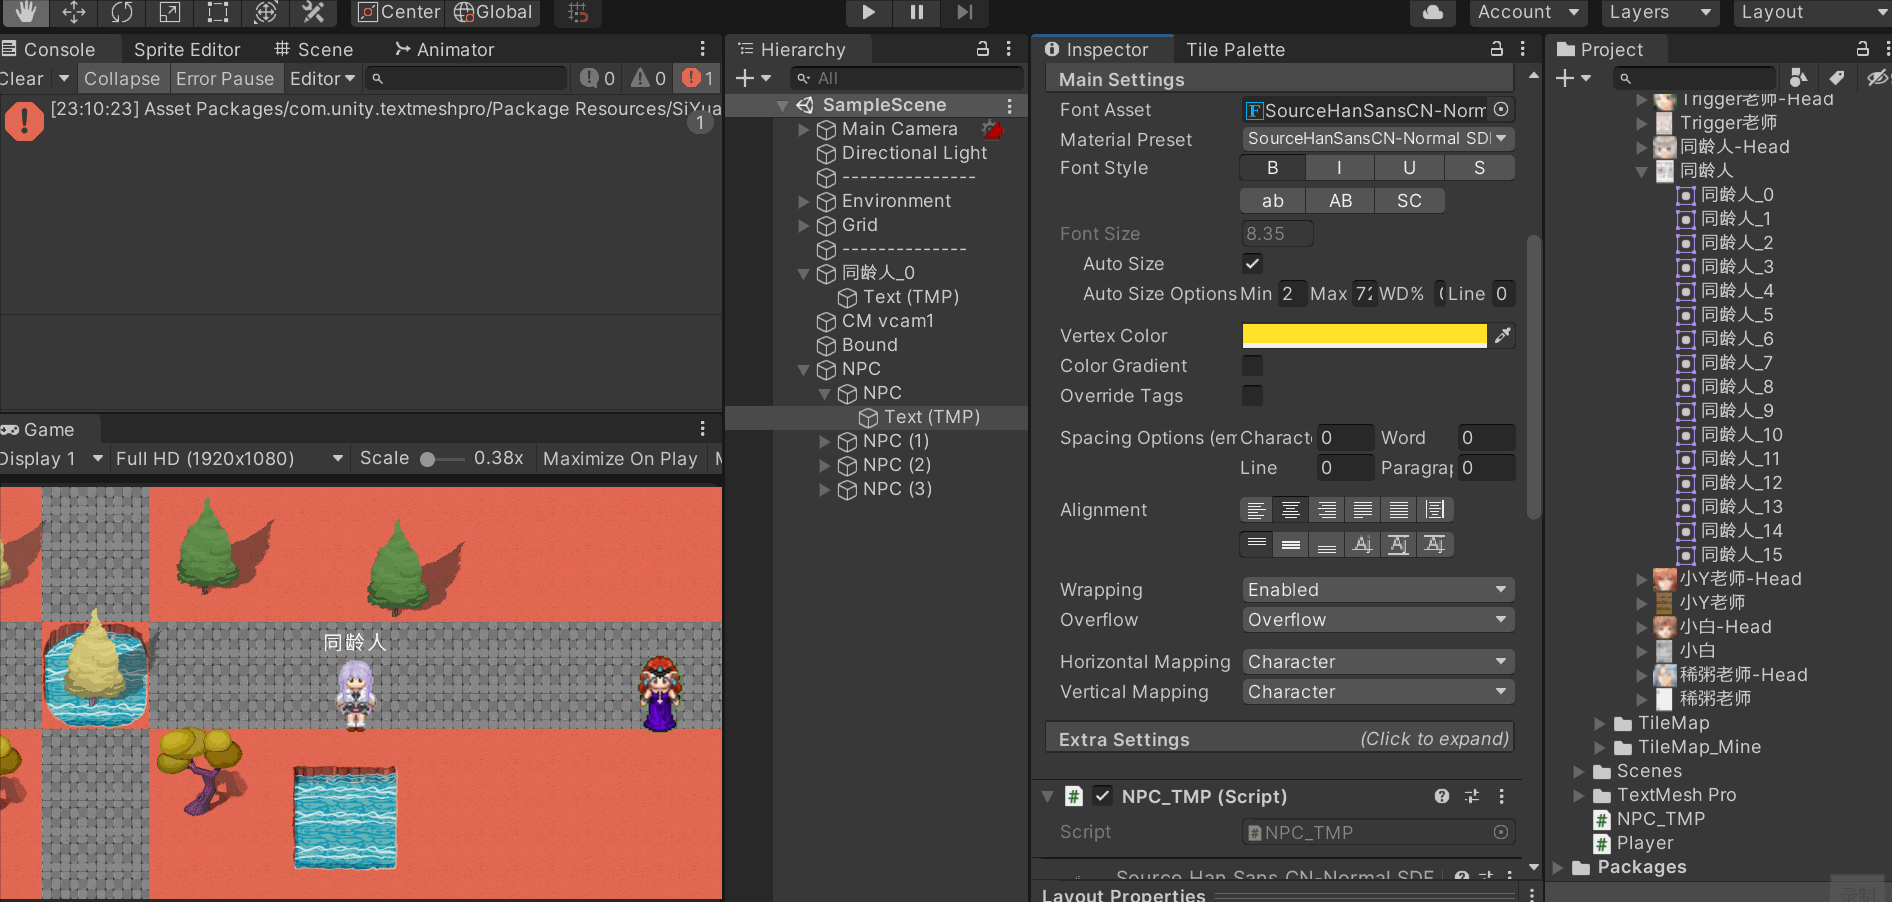 Center
Global
Account
Layers
Layout
Console
Sprite Editor
Scene
Animator
Clear
Collapse
Error Pause
Editor
0
0
1
[23:10:23] Asset Packages/com.unity.textmeshpro/Package Resources/SiYua
1
Game
Display 1
Full HD (1920x1080)
Scale
0.38x
Maximize On Play
M
同龄人
Hierarchy
All
SampleScene
Main Camera
Directional Light
---------------
Environment
Grid
--------------
同龄人_0
Text (TMP)
CM vcam1
Bound
NPC
NPC
Text (TMP)
NPC (1)
NPC (2)
NPC (3)
Inspector
Tile Palette
Main Settings
Font Asset
SourceHanSansCN-Norm
Material Preset
SourceHanSansCN-Normal SDF
Font Style
B I U S
ab AB SC
Font Size
8.35
Auto Size
Auto Size Options
Min 2 Max 72 WD% Line 0
Vertex Color
Color Gradient
Override Tags
Spacing Options (em
Characte 0 Word 0
Line 0 Paragrap 0
Alignment
Wrapping
Enabled
Overflow
Overflow
Horizontal Mapping
Character
Vertical Mapping
Character
Extra Settings
(Click to expand)
NPC_TMP (Script)
Script
NPC_TMP
Source Han Sans CN-Normal SDF
Layout Properties
Project
Trigger老师-Head
Trigger老师
同龄人-Head
同龄人
同龄人_0
同龄人_1
同龄人_2
同龄人_3
同龄人_4
同龄人_5
同龄人_6
同龄人_7
同龄人_8
同龄人_9
同龄人_10
同龄人_11
同龄人_12
同龄人_13
同龄人_14
同龄人_15
小Y老师-Head
小Y老师
小白-Head
小白
稀粥老师-Head
稀粥老师
TileMap
TileMap_Mine
Scenes
TextMesh Pro
NPC_TMP
Player
Packages